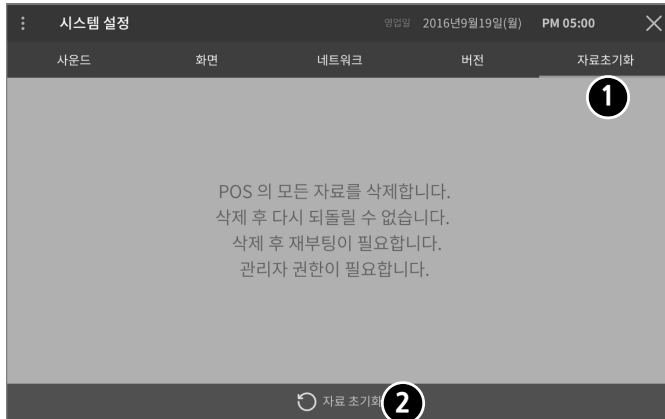 시스템 설정 영업일 2016년9월19일(월) PM 05:00
사운드 화면 네트워크 버전 자료초기화
1
POS 의 모든 자료를 삭제합니다.
삭제 후 다시 되돌릴 수 없습니다.
삭제 후 재부팅이 필요합니다.
관리자 권한이 필요합니다.
자료 초기화 2